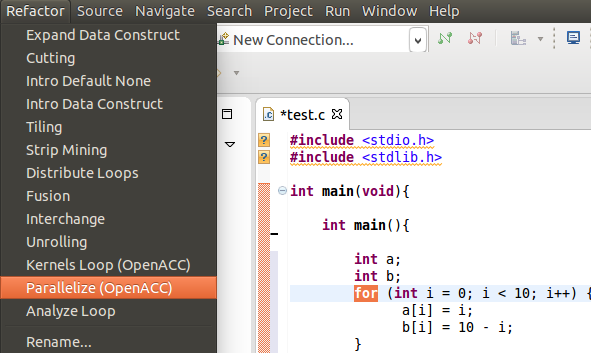 Refactor Source Navigate Search Project Run Window Help
Expand Data Construct
Cutting
Intro Default None
Intro Data Construct
Tiling
Strip Mining
Distribute Loops
Fusion
Interchange
Unrolling
Kernels Loop (OpenACC)
Parallelize (OpenACC)
Analyze Loop
Rename...
New Connection...
*test.c
#include <stdio.h>
#include <stdlib.h>
int main(void){
int main(){
int a;
int b;
for (int i = 0; i < 10; i++) {
a[i] = i;
b[i] = 10 - i;
}